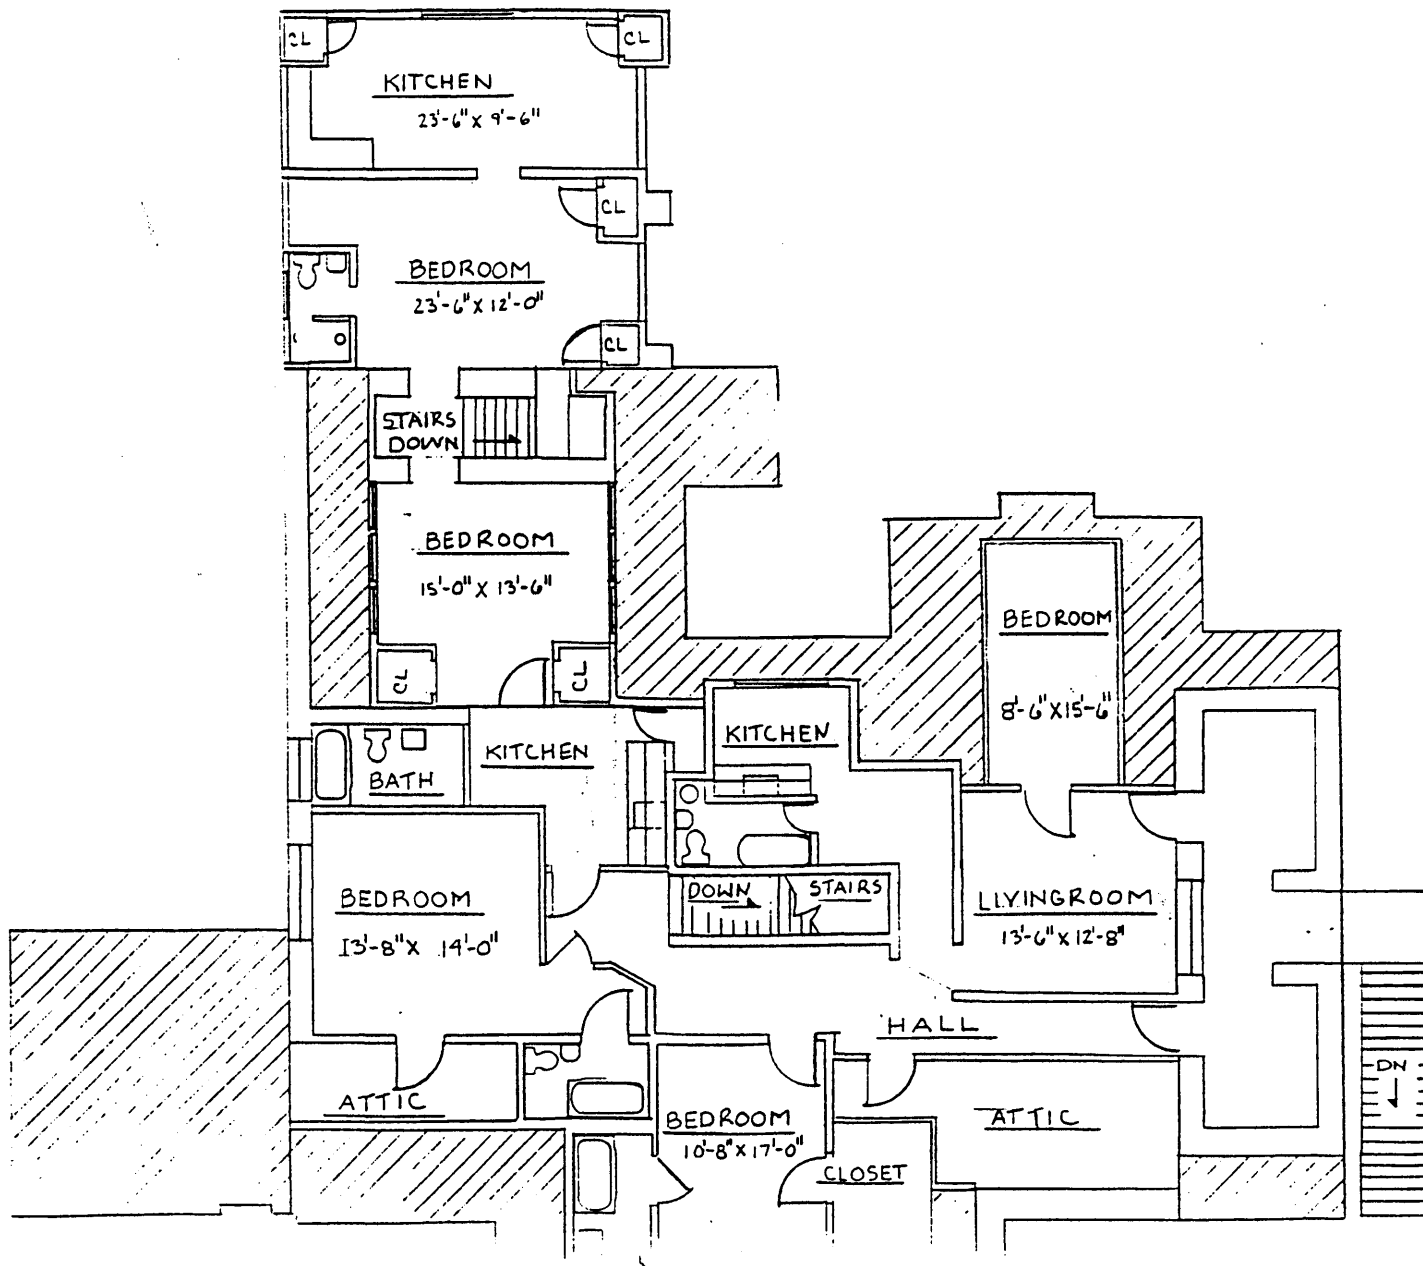 CL
CL
KITCHEN
23'-6" X 9'-6"
CL
BEDROOM
23'-6" X 12'-0"
CL
STAIRS
DOWN
BEDROOM
15'-0" X 13'-6"
CL
CL
BEDROOM
8'-6" X 15'-6"
KITCHEN
KITCHEN
BATH
BEDROOM
13'-8" X 14'-0"
DOWN
STAIRS
LIVINGROOM
13'-6" X 12'-8"
HALL
DN
ATTIC
BEDROOM
10'-8" X 17'-0"
ATTIC
CLOSET